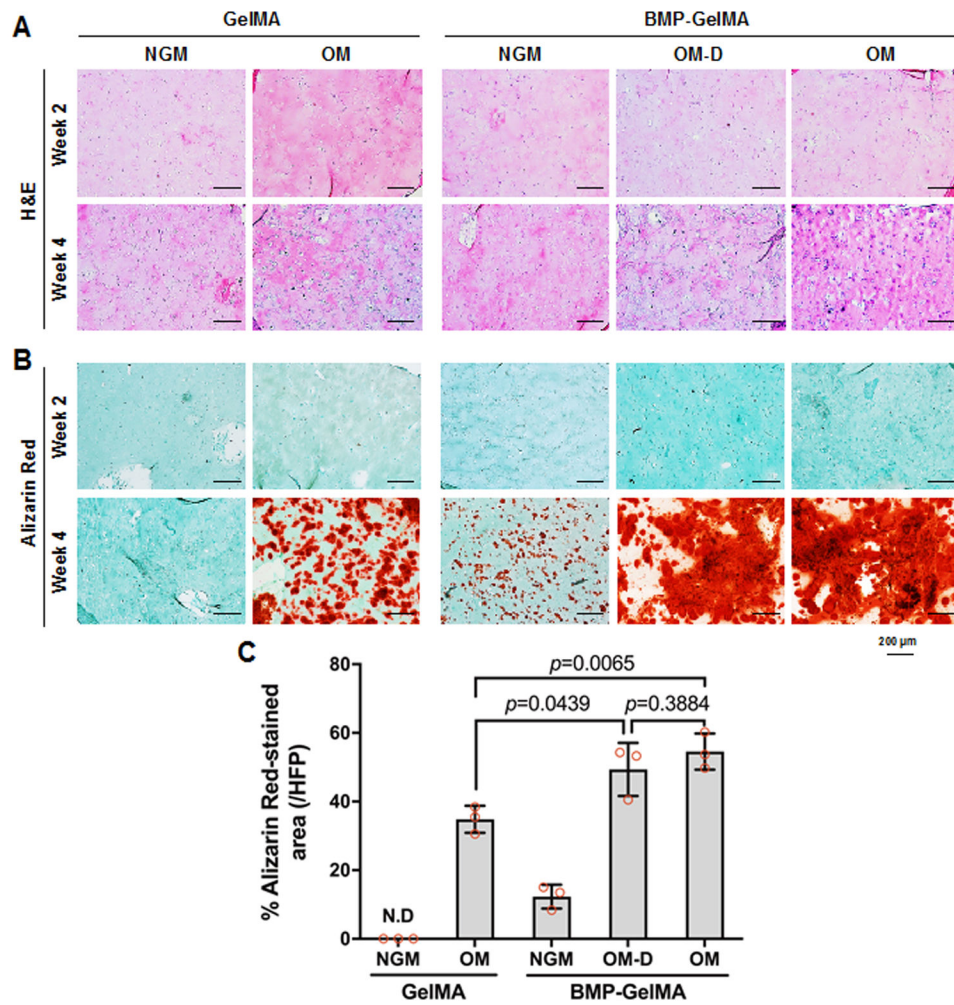 A
GelMA
BMP-GelMA
NGM
OM
NGM
OM-D
OM
H&E
Week 2
Week 4
B
Alizarin Red
Week 2
Week 4
200 µm
C
% Alizarin Red-stained
area (/HFP)
80
60
40
20
0
p=0.0065
p=0.0439
p=0.3884
N.D
NGM
OM
NGM
OM-D
OM
GelMA
BMP-GelMA